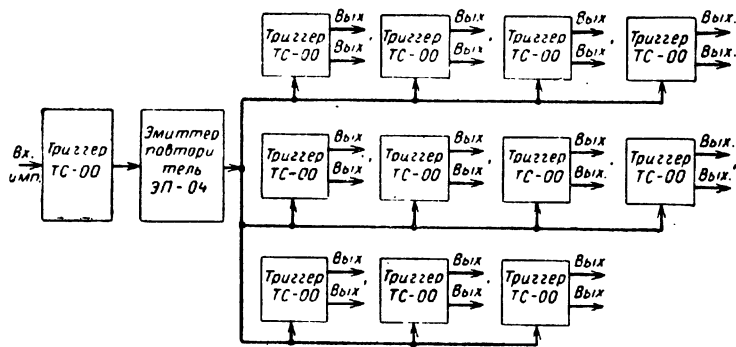 Вых. Вых. Вых. Вых.
Триггер ТС-00 Триггер ТС-00 Триггер ТС-00 Триггер ТС-00
Вых Вых Вых Вых.
Вх. имп.
Триггер ТС-00
Эмиттер повторитель ЭП-04
Вых Вых Вых Вых.
Триггер ТС-00 Триггер ТС-00 Триггер ТС-00 Триггер ТС-00
Вых Вых Вых. Вых.
Вых Вых Вых
Триггер ТС-00 Триггер ТС-00 Триггер ТС-00
Вых Вых Вых